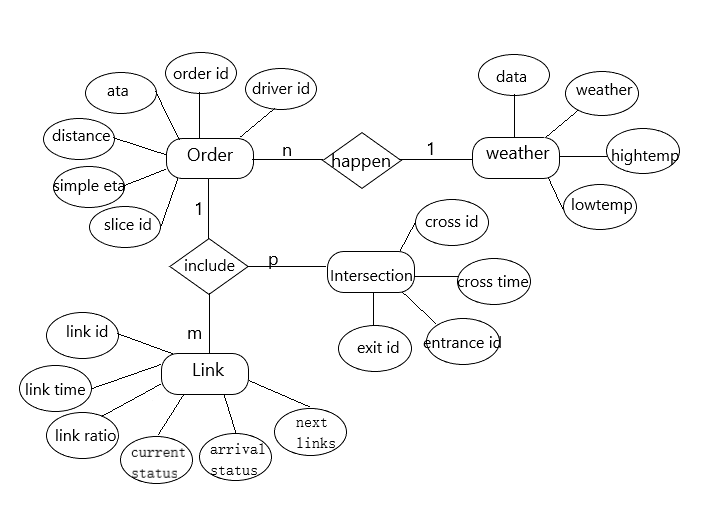 order id
driver id
ata
distance
simple eta
slice id
Order
n
happen
1
data
weather
weather
hightemp
lowtemp
1
include
p
cross id
Intersection
cross time
exit id
entrance id
m
link id
Link
link time
link ratio
current
status
arrival
status
next
links